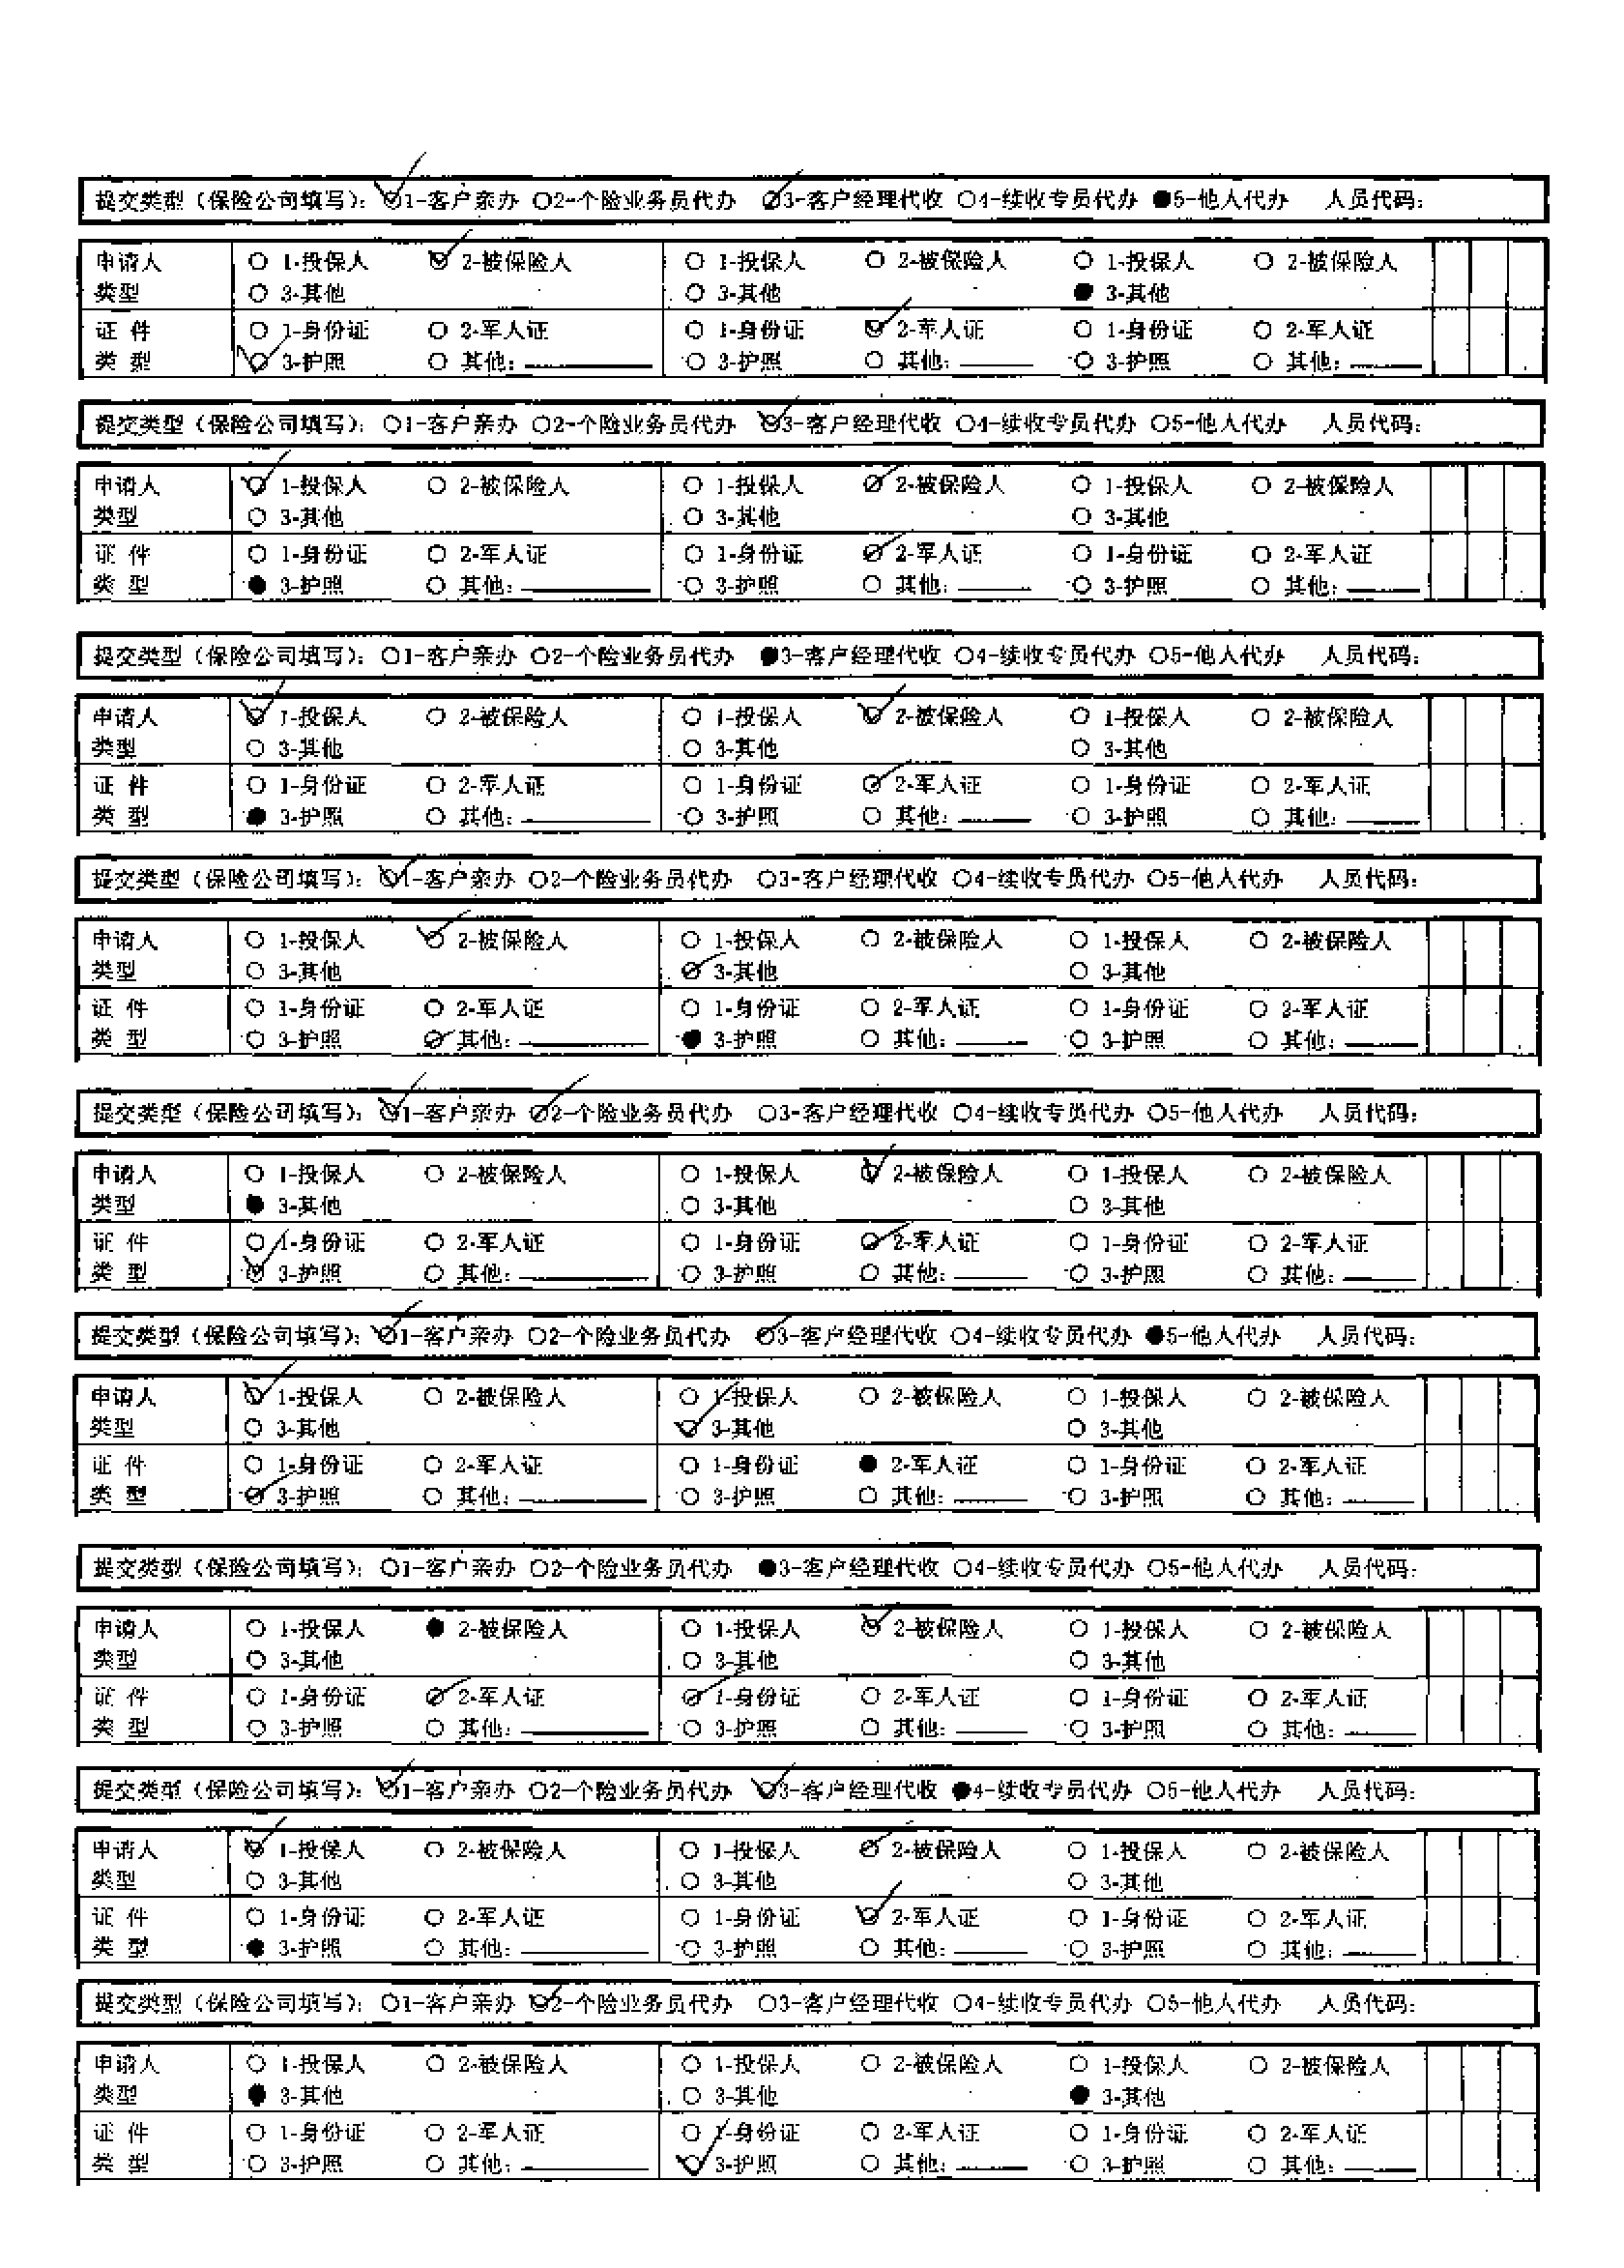 提交类型（保险公司填写）：○1-客户亲办 ○2-个险业务员代办 ○3-客户经理代收 ○4-续收专员代办 ●5-他人代办 人员代码：
申请人 ○ 1-投保人 ○ 2-被保险人 ○ 1-投保人 ○ 2-被保险人 ○ 1-投保人 ○ 2-被保险人
类型 ○ 3-其他 ○ 3-其他 ● 3-其他
证 件 ○ 1-身份证 ○ 2-军人证 ○ 1-身份证 ○ 2-军人证 ○ 1-身份证 ○ 2-军人证
类 型 ○ 3-护照 ○ 其他： ○ 3-护照 ○ 其他： ○ 3-护照 ○ 其他：
提交类型（保险公司填写）：○1-客户亲办 ○2-个险业务员代办 ○3-客户经理代收 ○4-续收专员代办 ○5-他人代办 人员代码：
申请人 ○ 1-投保人 ○ 2-被保险人 ○ 1-投保人 ○ 2-被保险人 ○ 1-投保人 ○ 2-被保险人
类型 ○ 3-其他 ○ 3-其他 ○ 3-其他
证 件 ○ 1-身份证 ○ 2-军人证 ○ 1-身份证 ○ 2-军人证 ○ 1-身份证 ○ 2-军人证
类 型 ● 3-护照 ○ 其他： ○ 3-护照 ○ 其他： ○ 3-护照 ○ 其他：
提交类型（保险公司填写）：○1-客户亲办 ○2-个险业务员代办 ●3-客户经理代收 ○4-续收专员代办 ○5-他人代办 人员代码：
申请人 ○ 1-投保人 ○ 2-被保险人 ○ 1-投保人 ○ 2-被保险人 ○ 1-投保人 ○ 2-被保险人
类型 ○ 3-其他 ○ 3-其他 ○ 3-其他
证 件 ○ 1-身份证 ○ 2-军人证 ○ 1-身份证 ○ 2-军人证 ○ 1-身份证 ○ 2-军人证
类 型 ● 3-护照 ○ 其他： ○ 3-护照 ○ 其他： ○ 3-护照 ○ 其他：
提交类型（保险公司填写）：○1-客户亲办 ○2-个险业务员代办 ○3-客户经理代收 ○4-续收专员代办 ○5-他人代办 人员代码：
申请人 ○ 1-投保人 ○ 2-被保险人 ○ 1-投保人 ○ 2-被保险人 ○ 1-投保人 ○ 2-被保险人
类型 ○ 3-其他 ○ 3-其他 ○ 3-其他
证 件 ○ 1-身份证 ○ 2-军人证 ○ 1-身份证 ○ 2-军人证 ○ 1-身份证 ○ 2-军人证
类 型 ○ 3-护照 ○ 其他： ● 3-护照 ○ 其他： ○ 3-护照 ○ 其他：
提交类型（保险公司填写）：○1-客户亲办 ○2-个险业务员代办 ○3-客户经理代收 ○4-续收专员代办 ○5-他人代办 人员代码：
申请人 ○ 1-投保人 ○ 2-被保险人 ○ 1-投保人 ○ 2-被保险人 ○ 1-投保人 ○ 2-被保险人
类型 ● 3-其他 ○ 3-其他 ○ 3-其他
证 件 ○ 1-身份证 ○ 2-军人证 ○ 1-身份证 ○ 2-军人证 ○ 1-身份证 ○ 2-军人证
类 型 ○ 3-护照 ○ 其他： ○ 3-护照 ○ 其他： ○ 3-护照 ○ 其他：
提交类型（保险公司填写）：○1-客户亲办 ○2-个险业务员代办 ○3-客户经理代收 ○4-续收专员代办 ●5-他人代办 人员代码：
申请人 ○ 1-投保人 ○ 2-被保险人 ○ 1-投保人 ○ 2-被保险人 ○ 1-投保人 ○ 2-被保险人
类型 ○ 3-其他 ○ 3-其他 ○ 3-其他
证 件 ○ 1-身份证 ○ 2-军人证 ○ 1-身份证 ● 2-军人证 ○ 1-身份证 ○ 2-军人证
类 型 ○ 3-护照 ○ 其他： ○ 3-护照 ○ 其他： ○ 3-护照 ○ 其他：
提交类型（保险公司填写）：○1-客户亲办 ○2-个险业务员代办 ●3-客户经理代收 ○4-续收专员代办 ○5-他人代办 人员代码：
申请人 ○ 1-投保人 ● 2-被保险人 ○ 1-投保人 ○ 2-被保险人 ○ 1-投保人 ○ 2-被保险人
类型 ○ 3-其他 ○ 3-其他 ○ 3-其他
证 件 ○ 1-身份证 ○ 2-军人证 ○ 1-身份证 ○ 2-军人证 ○ 1-身份证 ○ 2-军人证
类 型 ○ 3-护照 ○ 其他： ○ 3-护照 ○ 其他： ○ 3-护照 ○ 其他：
提交类型（保险公司填写）：○1-客户亲办 ○2-个险业务员代办 ○3-客户经理代收 ●4-续收专员代办 ○5-他人代办 人员代码：
申请人 ○ 1-投保人 ○ 2-被保险人 ○ 1-投保人 ○ 2-被保险人 ○ 1-投保人 ○ 2-被保险人
类型 ○ 3-其他 ○ 3-其他 ○ 3-其他
证 件 ○ 1-身份证 ○ 2-军人证 ○ 1-身份证 ○ 2-军人证 ○ 1-身份证 ○ 2-军人证
类 型 ● 3-护照 ○ 其他： ○ 3-护照 ○ 其他： ○ 3-护照 ○ 其他：
提交类型（保险公司填写）：○1-客户亲办 ○2-个险业务员代办 ○3-客户经理代收 ○4-续收专员代办 ○5-他人代办 人员代码：
申请人 ○ 1-投保人 ○ 2-被保险人 ○ 1-投保人 ○ 2-被保险人 ○ 1-投保人 ○ 2-被保险人
类型 ● 3-其他 ○ 3-其他 ● 3-其他
证 件 ○ 1-身份证 ○ 2-军人证 ○ 1-身份证 ○ 2-军人证 ○ 1-身份证 ○ 2-军人证
类 型 ○ 3-护照 ○ 其他： ○ 3-护照 ○ 其他： ○ 3-护照 ○ 其他：